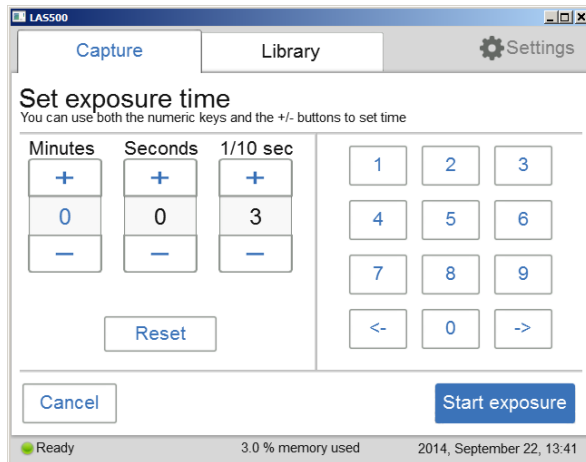 LAS500
Capture
Library
Settings
Set exposure time
You can use both the numeric keys and the +/- buttons to set time
Minutes Seconds 1/10 sec
+ + +
0 0 3
− − −
Reset
1 2 3
4 5 6
7 8 9
<- 0 ->
Cancel
Start exposure
Ready
3.0 % memory used
2014, September 22, 13:41